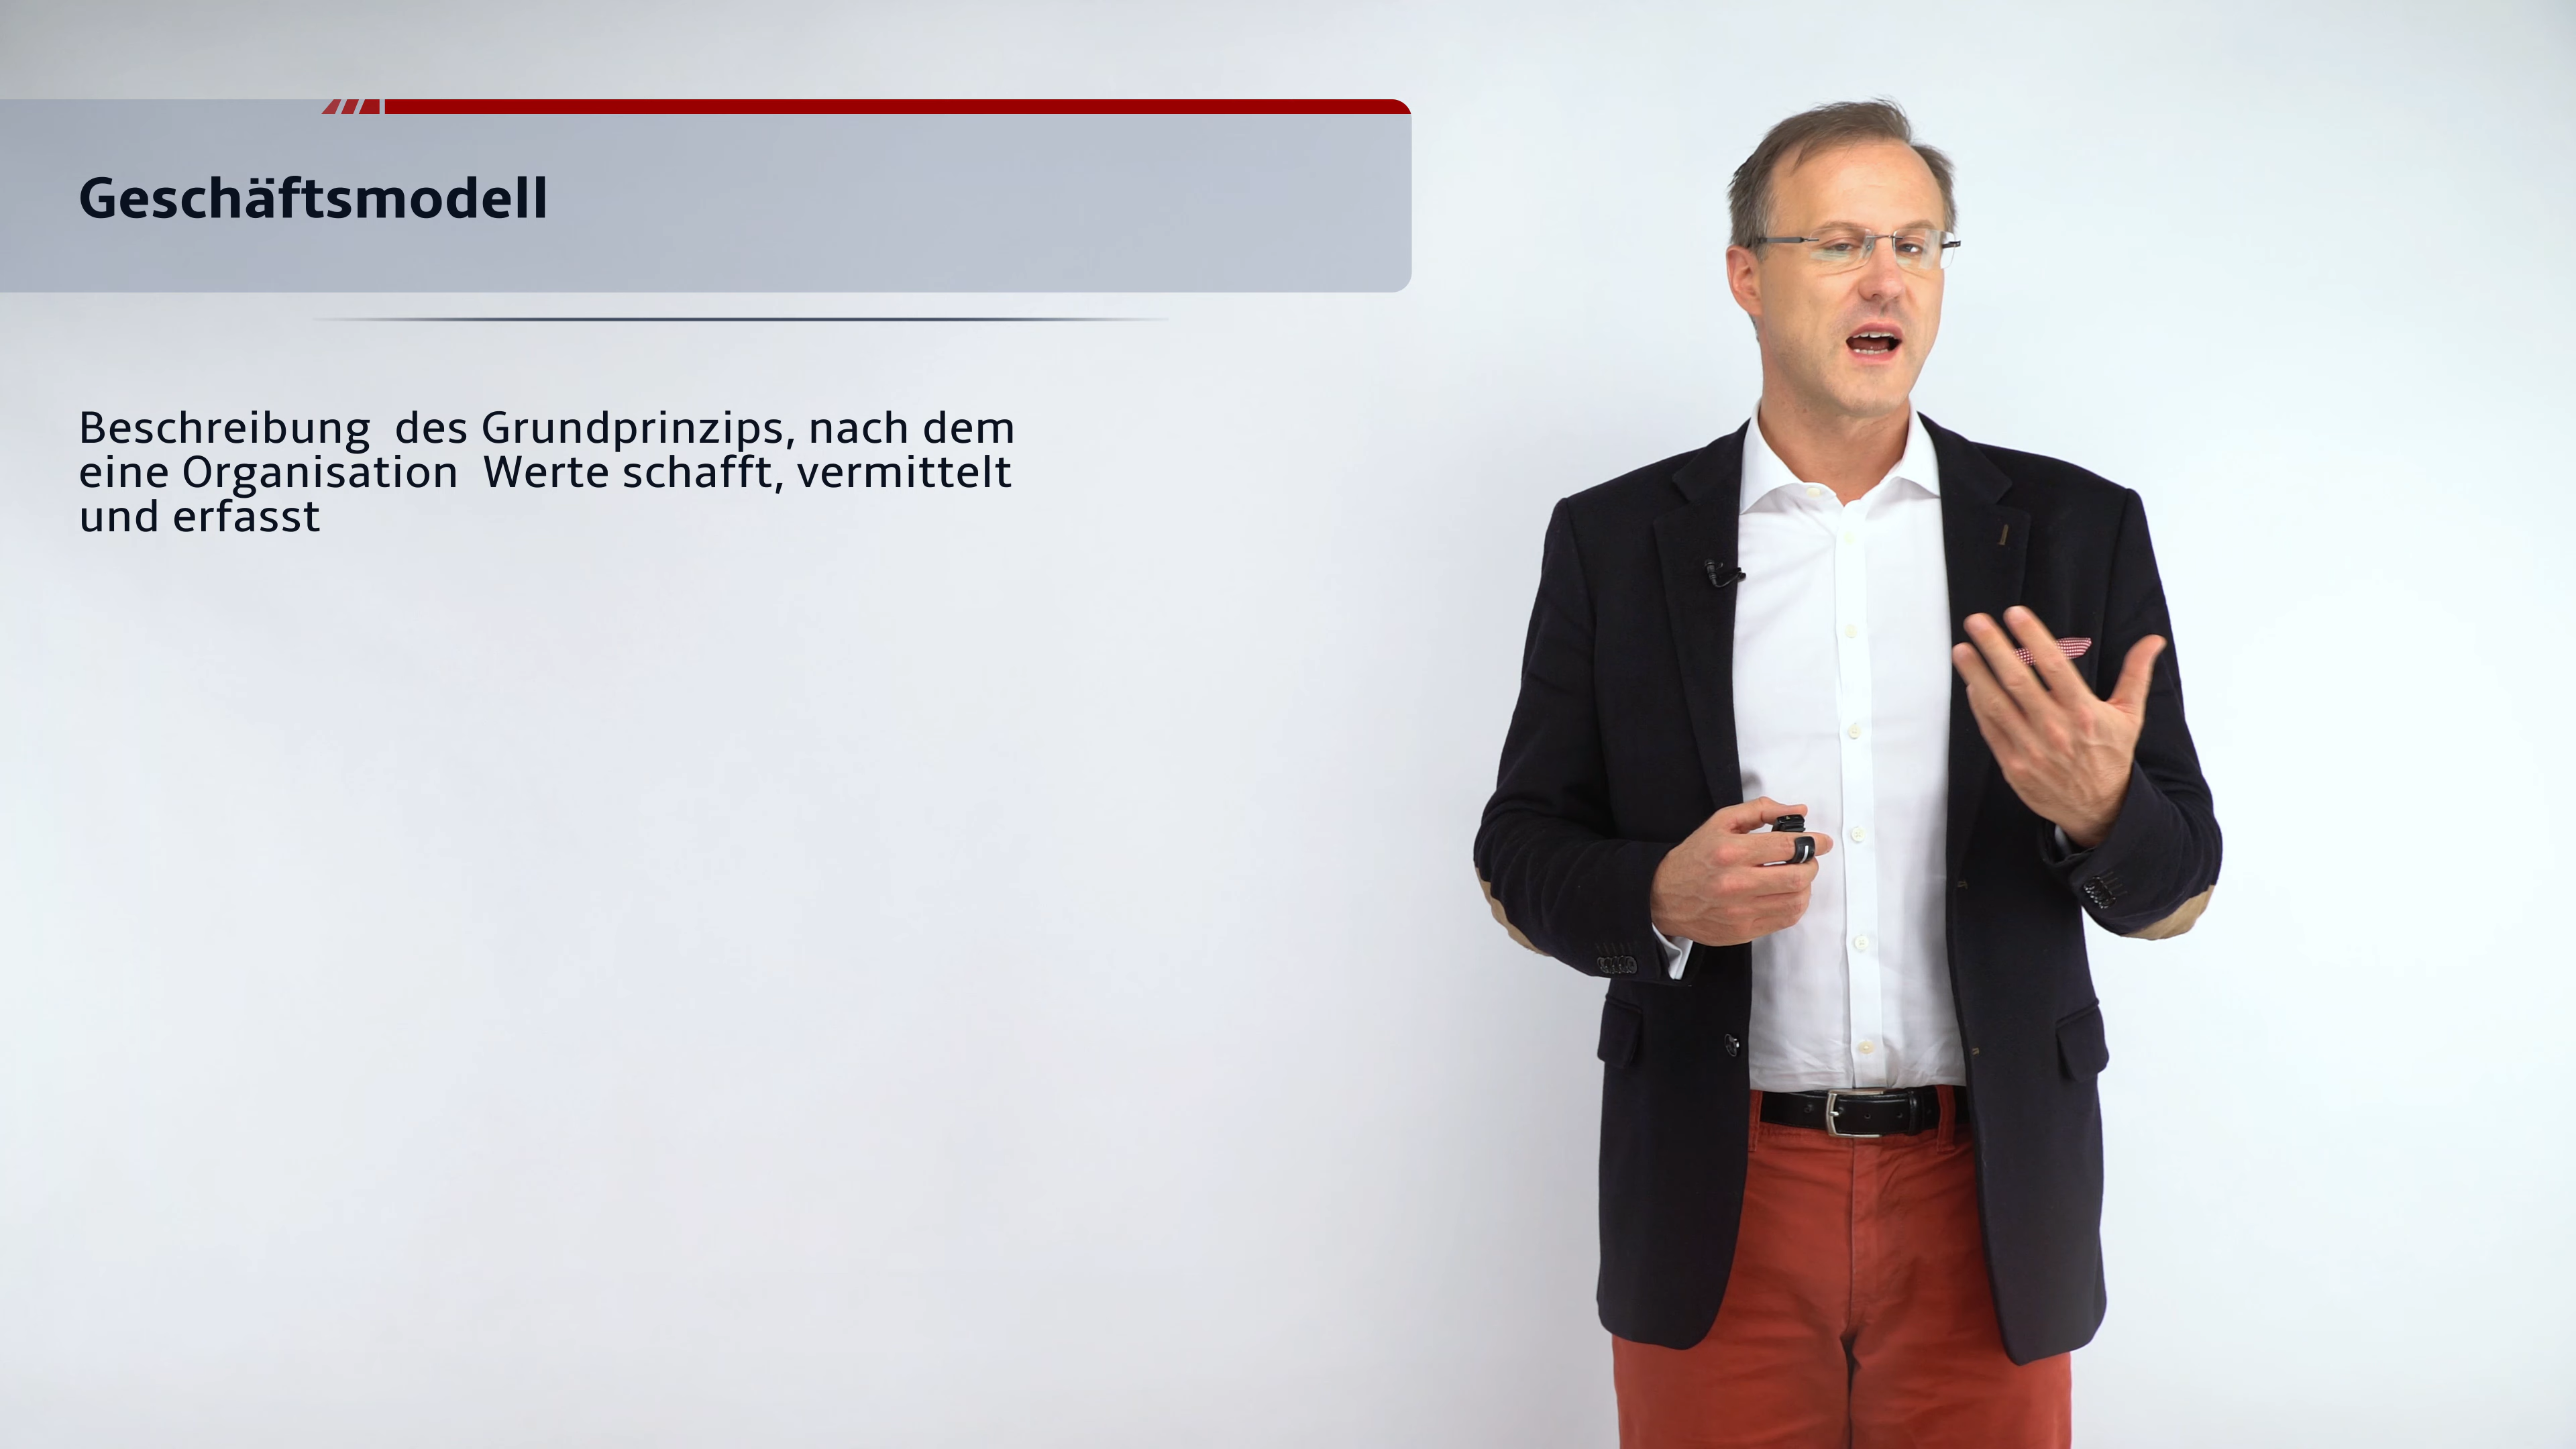 Geschäftsmodell
Beschreibung des Grundprinzips, nach dem
eine Organisation Werte schafft, vermittelt
und erfasst